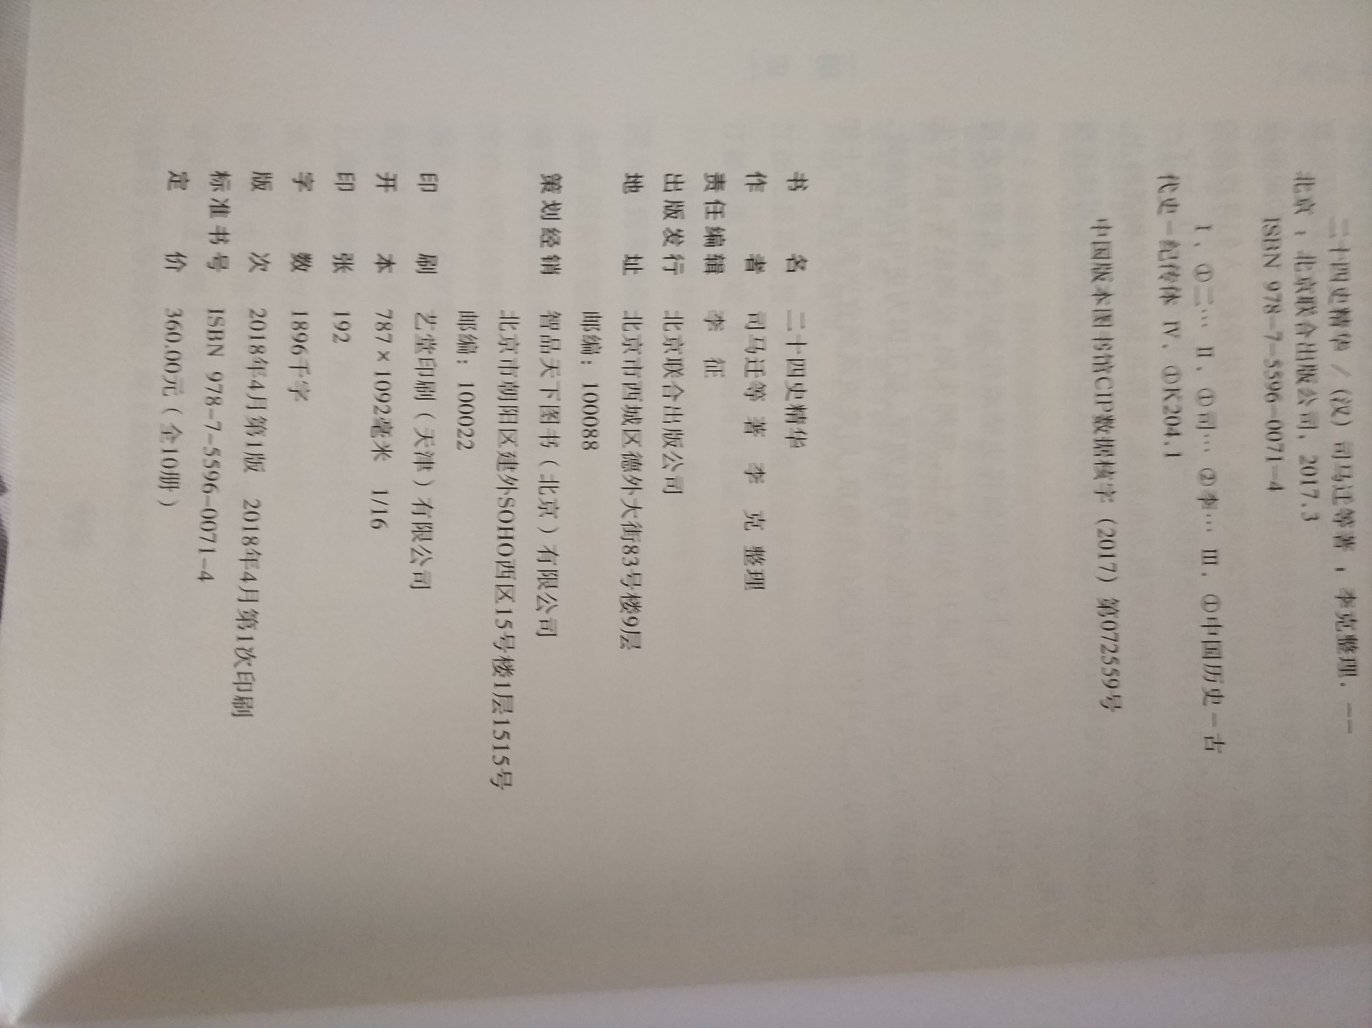 二十四史精华 / (汉) 司马迁等著 ; 李克整理. --
北京 : 北京联合出版公司, 2017.3
ISBN 978-7-5596-0071-4
Ⅰ. ①二… Ⅱ. ①司… ②李… Ⅲ. ①中国历史-古
代史-纪传体 Ⅳ. ①K204.1
中国版本图书馆CIP数据核字 (2017) 第072559号
书 名 二十四史精华
作 者 司马迁等 著 李 克 整理
责任编辑 李 征
出版发行 北京联合出版公司
地 址 北京市西城区德外大街83号楼9层
邮编: 100088
策划经销 智品天下图书 (北京) 有限公司
北京市朝阳区建外SOHO西区15号楼1层1515号
邮编: 100022
印 刷 艺堂印刷 (天津) 有限公司
开 本 787×1092毫米 1/16
印 张 192
字 数 1896千字
版 次 2018年4月第1版 2018年4月第1次印刷
标准书号 ISBN 978-7-5596-0071-4
定 价 360.00元 (全10册)